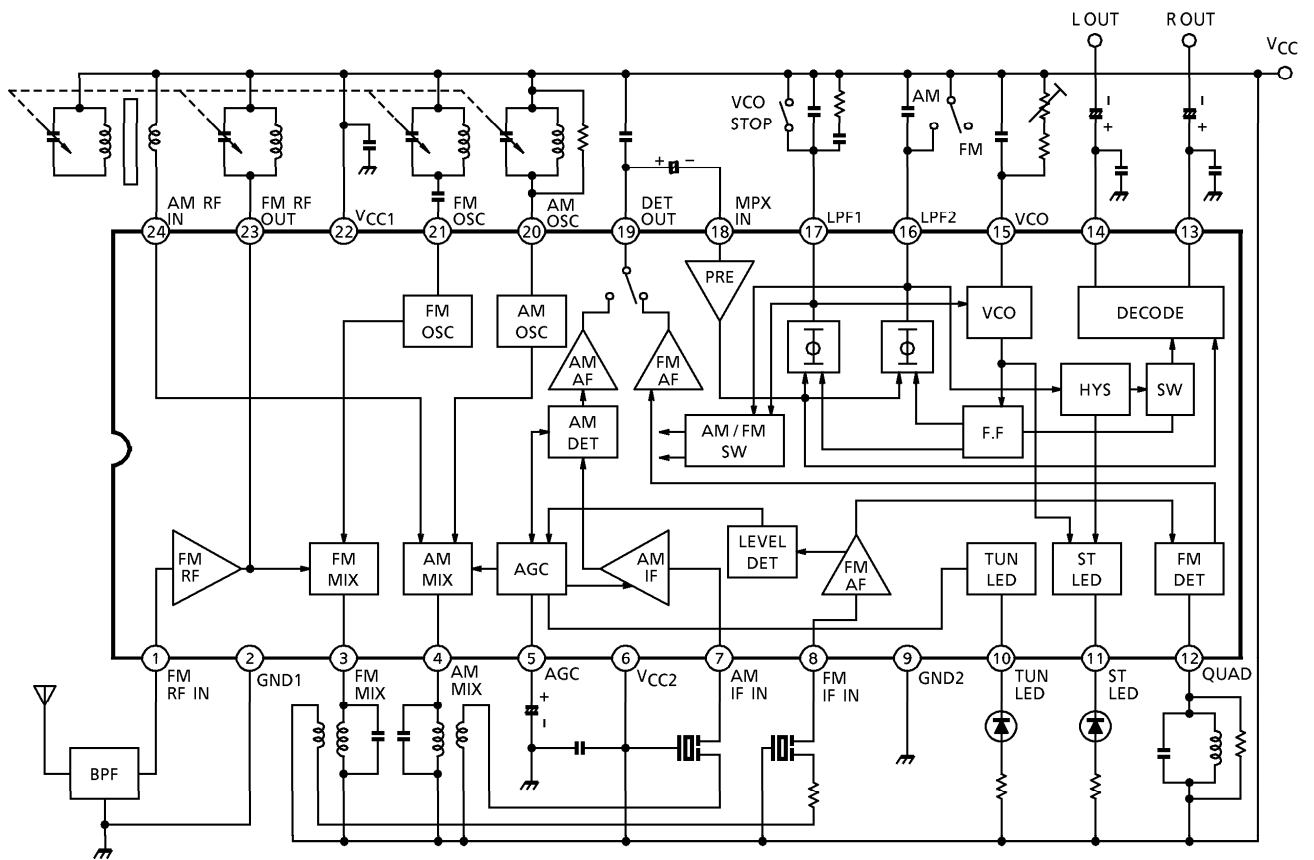 L OUT
R OUT
VCC
VCO
STOP
AM
FM
+ −
−
+
−
+
AM RF
IN
FM RF
OUT
VCC1
FM
OSC
AM
OSC
DET
OUT
MPX
IN
LPF1
LPF2
VCO
24
23
22
21
20
19
18
17
16
15
14
13
PRE
FM
OSC
AM
OSC
VCO
DECODE
AM
AF
FM
AF
HYS
SW
AM
DET
AM / FM
SW
F.F
FM
RF
FM
MIX
AM
MIX
AGC
AM
IF
LEVEL
DET
FM
AF
TUN
LED
ST
LED
FM
DET
1
2
3
4
5
6
7
8
9
10
11
12
FM
RF IN
GND1
FM
MIX
AM
MIX
AGC
VCC2
AM
IF IN
FM
IF IN
GND2
TUN
LED
ST
LED
QUAD
+
−
BPF